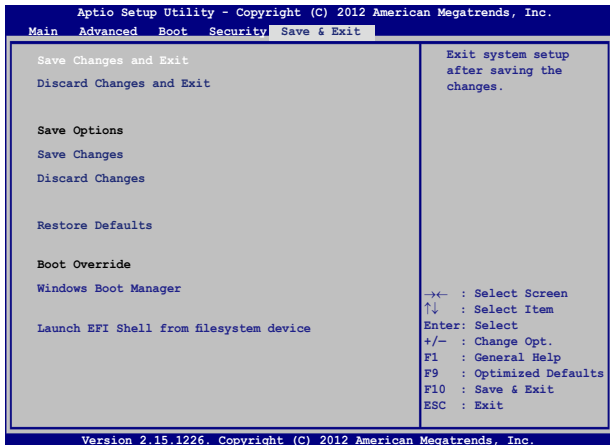 Aptio Setup Utility - Copyright (C) 2012 American Megatrends, Inc.
Main Advanced Boot Security Save & Exit
Save Changes and Exit
Discard Changes and Exit
Save Options
Save Changes
Discard Changes
Restore Defaults
Boot Override
Windows Boot Manager
Launch EFI Shell from filesystem device
Exit system setup
after saving the
changes.
→← : Select Screen
↑↓ : Select Item
Enter: Select
+/— : Change Opt.
F1 : General Help
F9 : Optimized Defaults
F10 : Save & Exit
ESC : Exit
Version 2.15.1226. Copyright (C) 2012 American Megatrends, Inc.